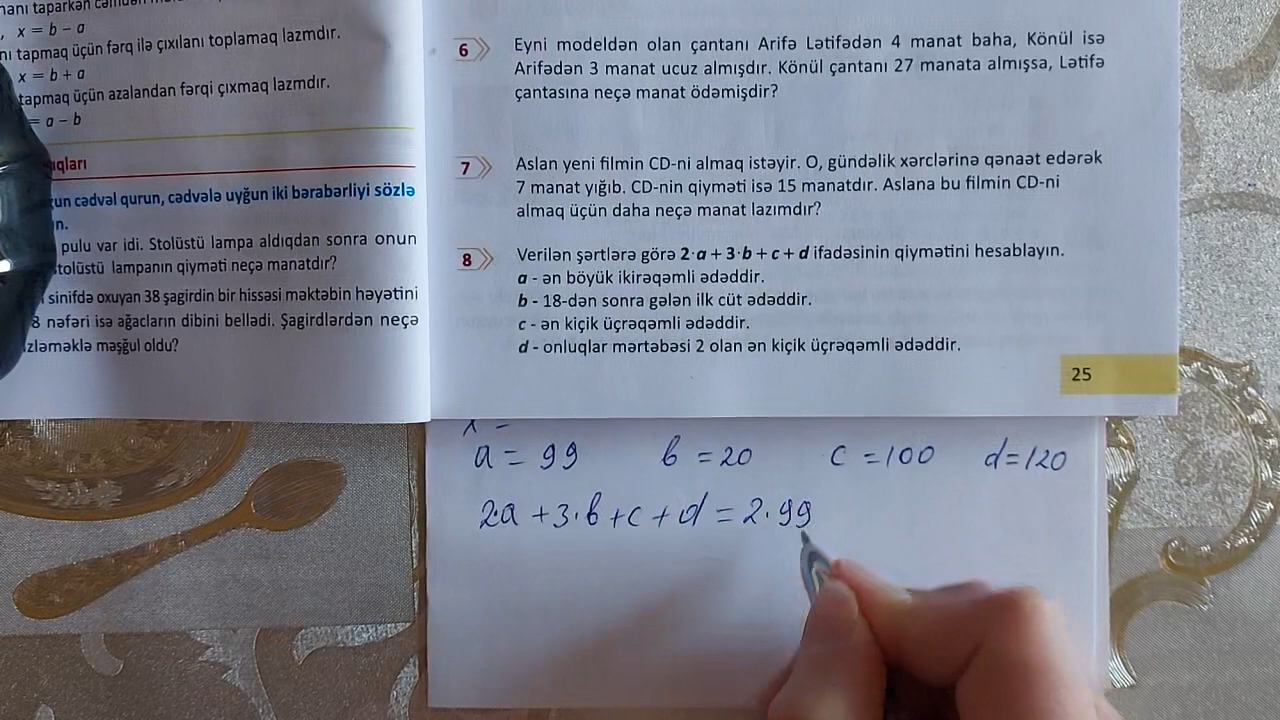 taparkən
, x = b – a
tapmaq üçün fərq ilə çıxılanı toplamaq lazımdır.
x = b + a
tapmaq üçün azalandan fərqi çıxmaq lazımdır.
= a – b
cədvəl qurun, cədvələ uyğun iki bərabərliyi sözlə
pulu var idi. Stolüstü lampa aldıqdan sonra onun
stolüstü lampanın qiyməti neçə manatdır?
sinifdə oxuyan 38 şagirdin bir hissəsi məktəbin həyətini
8 nəfəri isə ağacların dibini bellədi. Şagirdlərdən neçə
məşğul oldu?
6 Eyni modeldən olan çantanı Arifə Lətifədən 4 manat baha, Könül isə
Arifədən 3 manat ucuz almışdır. Könül çantanı 27 manata almışsa, Lətifə
çantasına neçə manat ödəmişdir?
7 Aslan yeni filmin CD-ni almaq istəyir. O, gündəlik xərclərinə qənaət edərək
7 manat yığıb. CD-nin qiyməti isə 15 manatdır. Aslana bu filmin CD-ni
almaq üçün daha neçə manat lazımdır?
8 Verilən şərtlərə görə 2·a + 3·b + c + d ifadəsinin qiymətini hesablayın.
a - ən böyük ikirəqəmli ədəddir.
b - 18-dən sonra gələn ilk cüt ədəddir.
c - ən kiçik üçrəqəmli ədəddir.
d - onluqlar mərtəbəsi 2 olan ən kiçik üçrəqəmli ədəddir.
25
a = 99 b = 20 c = 100 d = 120
2·a + 3·b + c + d = 2·99